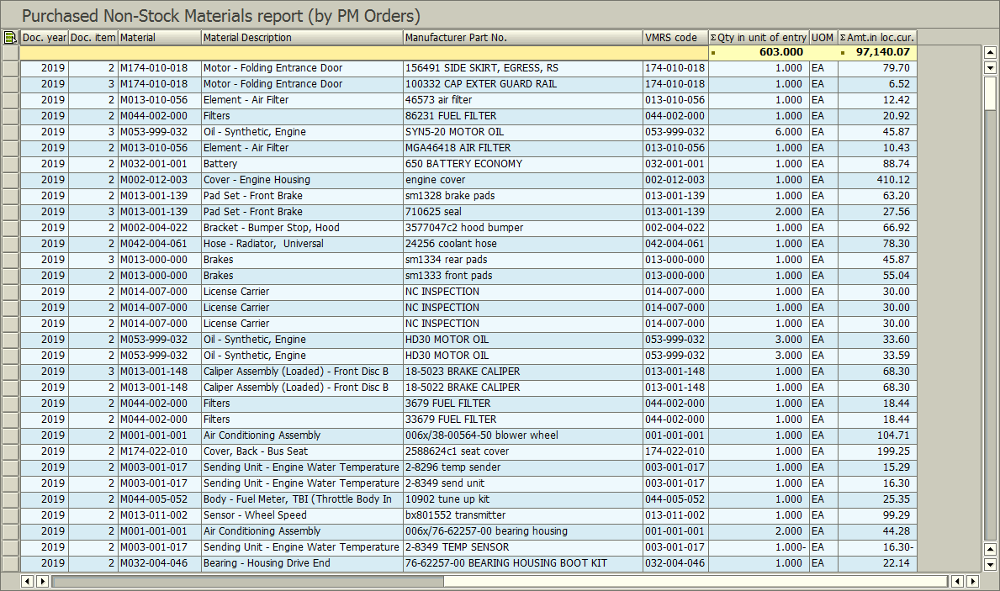 Purchased Non-Stock Materials report (by PM Orders)
Doc. year Doc. item Material Material Description Manufacturer Part No. VMRS code Σ Qty in unit of entry UOM Σ Amt.in loc.cur.
603.000 97,140.07
2019 2 M174-010-018 Motor - Folding Entrance Door 156491 SIDE SKIRT, EGRESS, RS 174-010-018 1.000 EA 79.70
2019 3 M174-010-018 Motor - Folding Entrance Door 100332 CAP EXTER GUARD RAIL 174-010-018 1.000 EA 6.52
2019 2 M013-010-056 Element - Air Filter 46573 air filter 013-010-056 1.000 EA 12.42
2019 2 M044-002-000 Filters 86231 FUEL FILTER 044-002-000 1.000 EA 20.92
2019 3 M053-999-032 Oil - Synthetic, Engine SYN5-20 MOTOR OIL 053-999-032 6.000 EA 45.87
2019 2 M013-010-056 Element - Air Filter MGA46418 AIR FILTER 013-010-056 1.000 EA 10.43
2019 2 M032-001-001 Battery 650 BATTERY ECONOMY 032-001-001 1.000 EA 88.74
2019 2 M002-012-003 Cover - Engine Housing engine cover 002-012-003 1.000 EA 410.12
2019 2 M013-001-139 Pad Set - Front Brake sm1328 brake pads 013-001-139 1.000 EA 63.20
2019 3 M013-001-139 Pad Set - Front Brake 710625 seal 013-001-139 2.000 EA 27.56
2019 2 M002-004-022 Bracket - Bumper Stop, Hood 3577047c2 hood bumper 002-004-022 1.000 EA 66.92
2019 2 M042-004-061 Hose - Radiator, Universal 24256 coolant hose 042-004-061 1.000 EA 78.30
2019 3 M013-000-000 Brakes sm1334 rear pads 013-000-000 1.000 EA 45.87
2019 2 M013-000-000 Brakes sm1333 front pads 013-000-000 1.000 EA 55.04
2019 2 M014-007-000 License Carrier NC INSPECTION 014-007-000 1.000 EA 30.00
2019 2 M014-007-000 License Carrier NC INSPECTION 014-007-000 1.000 EA 30.00
2019 2 M014-007-000 License Carrier NC INSPECTION 014-007-000 1.000 EA 30.00
2019 2 M053-999-032 Oil - Synthetic, Engine HD30 MOTOR OIL 053-999-032 3.000 EA 33.60
2019 2 M053-999-032 Oil - Synthetic, Engine HD30 MOTOR OIL 053-999-032 3.000 EA 33.59
2019 3 M013-001-148 Caliper Assembly (Loaded) - Front Disc B 18-5023 BRAKE CALIPER 013-001-148 1.000 EA 68.30
2019 2 M013-001-148 Caliper Assembly (Loaded) - Front Disc B 18-5022 BRAKE CALIPER 013-001-148 1.000 EA 68.30
2019 2 M044-002-000 Filters 3679 FUEL FILTER 044-002-000 1.000 EA 18.44
2019 2 M044-002-000 Filters 33679 FUEL FILTER 044-002-000 1.000 EA 18.44
2019 2 M001-001-001 Air Conditioning Assembly 006x/38-00564-50 blower wheel 001-001-001 1.000 EA 104.71
2019 2 M174-022-010 Cover, Back - Bus Seat 2588624c1 seat cover 174-022-010 1.000 EA 199.25
2019 2 M003-001-017 Sending Unit - Engine Water Temperature 2-8296 temp sender 003-001-017 1.000 EA 15.29
2019 2 M003-001-017 Sending Unit - Engine Water Temperature 2-8349 send unit 003-001-017 1.000 EA 16.30
2019 2 M044-005-052 Body - Fuel Meter, TBI (Throttle Body In 10902 tune up kit 044-005-052 1.000 EA 25.35
2019 2 M013-011-002 Sensor - Wheel Speed bx801552 transmitter 013-011-002 1.000 EA 99.29
2019 2 M001-001-001 Air Conditioning Assembly 006x/76-62257-00 bearing housing 001-001-001 2.000 EA 44.28
2019 2 M003-001-017 Sending Unit - Engine Water Temperature 2-8349 TEMP SENSOR 003-001-017 1.000- EA 16.30-
2019 2 M032-004-046 Bearing - Housing Drive End 76-62257-00 BEARING HOUSING BOOT KIT 032-004-046 1.000 EA 22.14